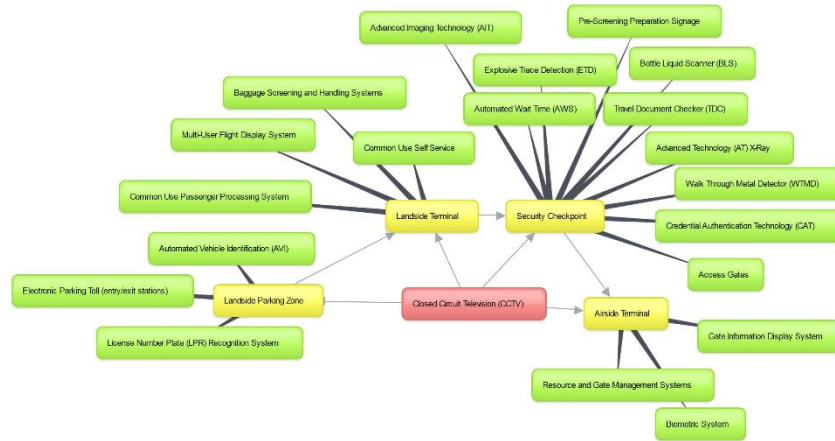 Advanced Imaging Technology (AIT)
Pre-Screening Preparation Signage
Explosive Trace Detection (ETD)
Bottle Liquid Scanner (BLS)
Baggage Screening and Handling Systems
Automated Wait Time (AWS)
Travel Document Checker (TDC)
Multi-User Flight Display System
Common Use Self Service
Advanced Technology (AT) X-Ray
Walk Through Metal Detector (WTMD)
Common Use Passenger Processing System
Landside Terminal
Security Checkpoint
Credential Authentication Technology (CAT)
Automated Vehicle Identification (AVI)
Access Gates
Electronic Parking Toll (entry/exit stations)
Landside Parking Zone
Closed Circuit Television (CCTV)
Airside Terminal
Gate Information Display System
License Number Plate (LPR) Recognition System
Resource and Gate Management Systems
Biometric System